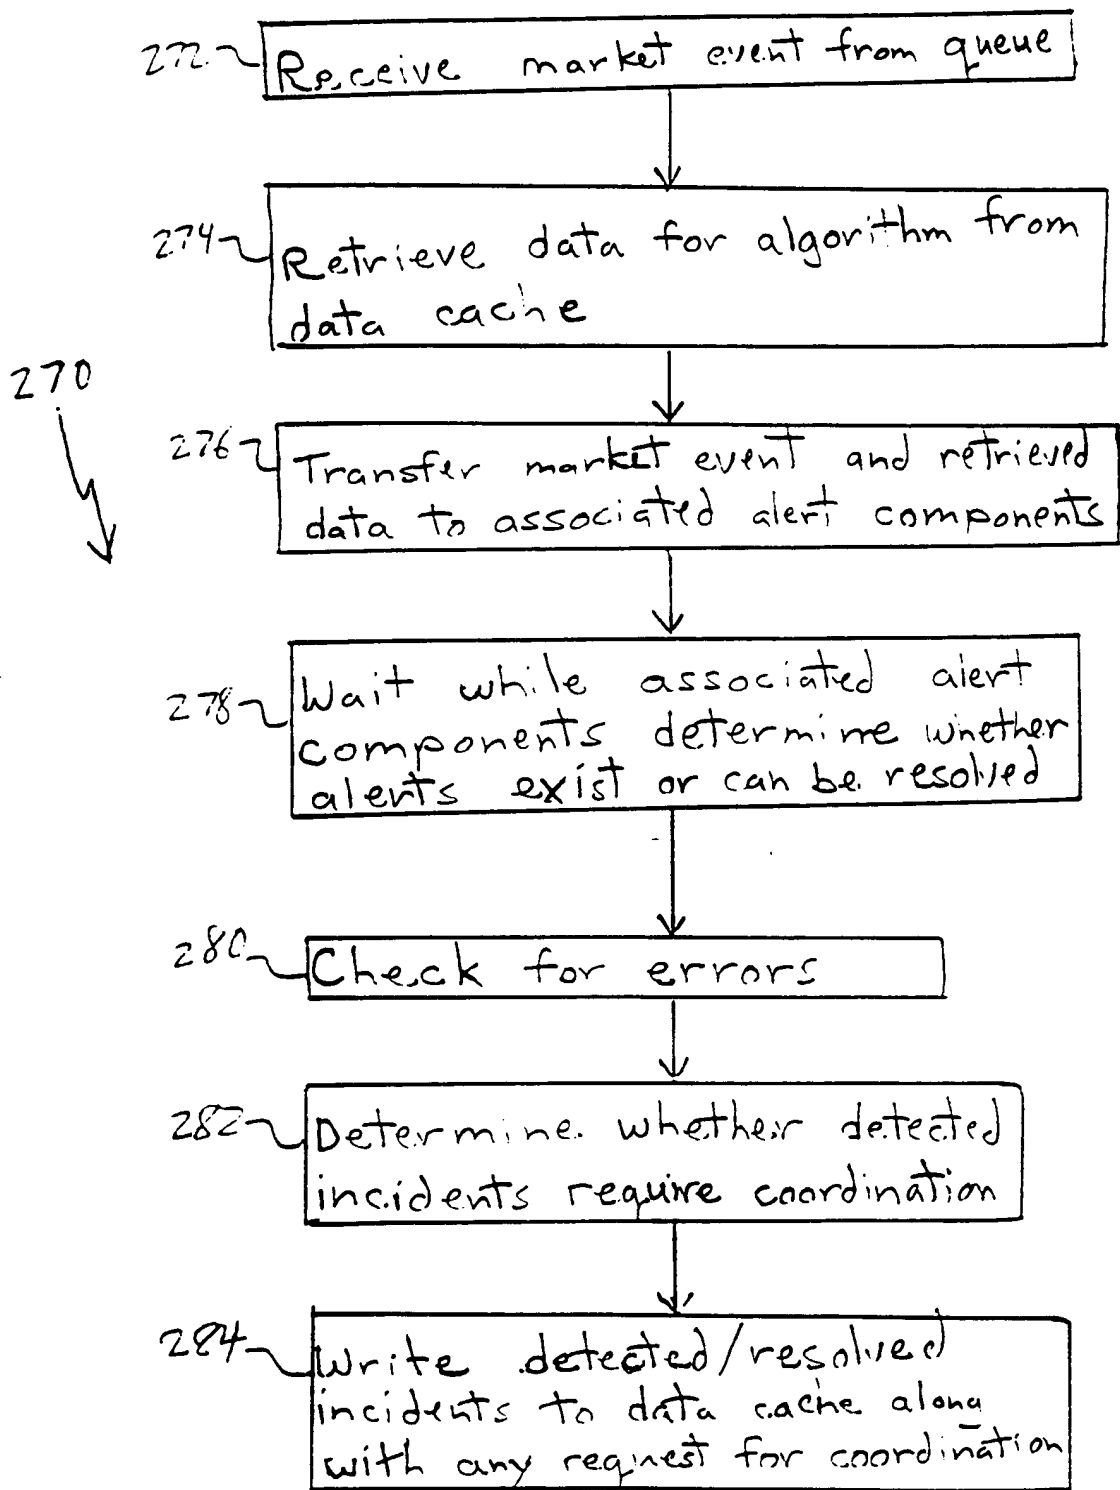 272
Receive market event from queue
274
Retrieve data for algorithm from
data cache
270
276
Transfer market event and retrieved
data to associated alert components
278
Wait while associated alert
components determine whether
alerts exist or can be resolved
280
Check for errors
282
Determine whether detected
incidents require coordination
284
Write detected/resolved
incidents to data cache along
with any request for coordination